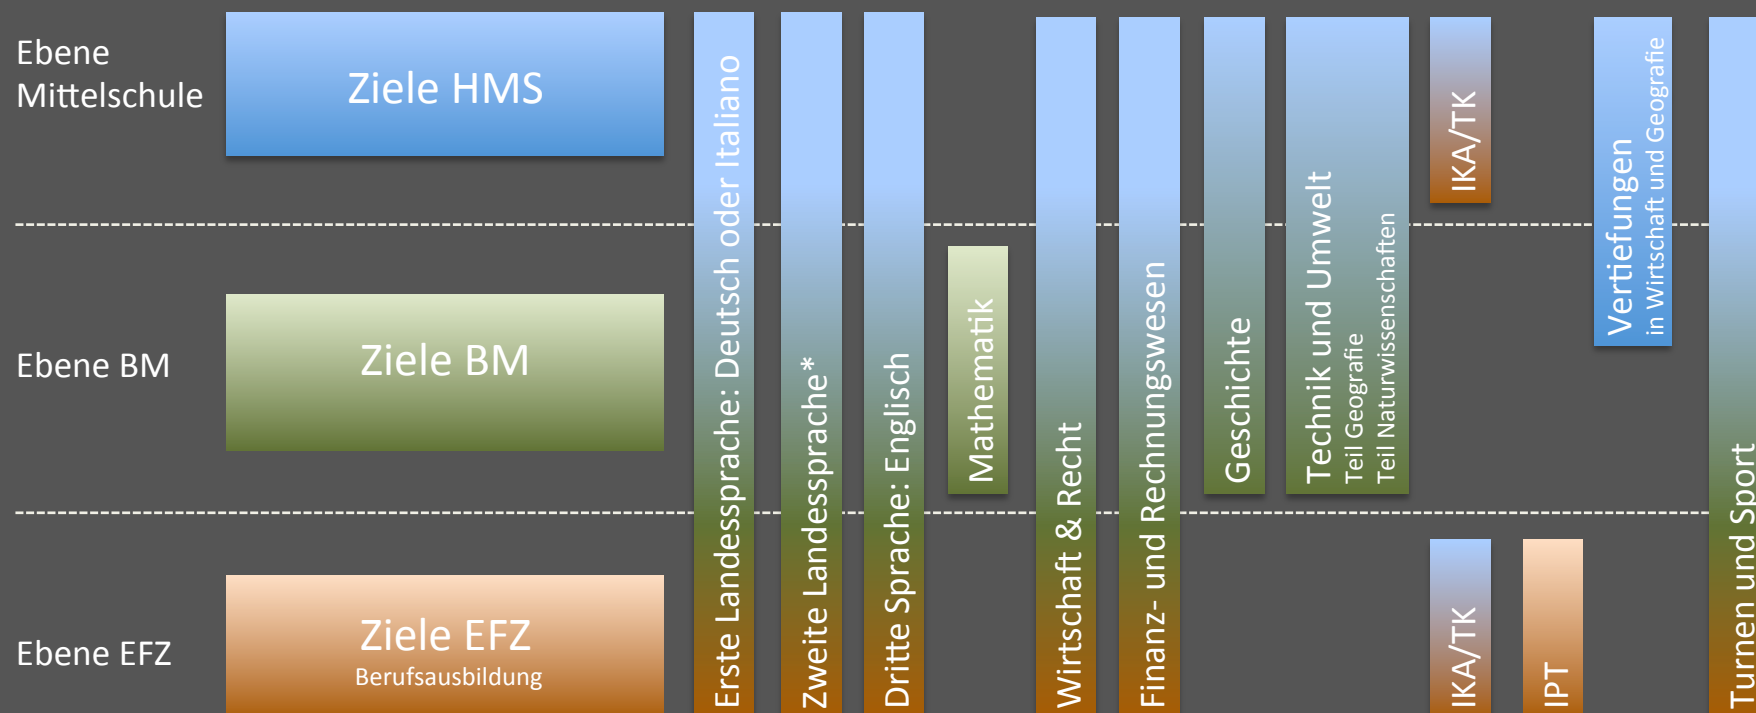 Ebene
Mittelschule
Ziele HMS
Ebene BM
Ziele BM
Ebene EFZ
Ziele EFZ
Berufsausbildung
Erste Landessprache: Deutsch oder Italiano
Zweite Landessprache*
Dritte Sprache: Englisch
Mathematik
Wirtschaft & Recht
Finanz- und Rechnungswesen
Geschichte
Technik und Umwelt
Teil Geografie
Teil Naturwissenschaften
IKA/TK
IKA/TK
IPT
Vertiefungen
in Wirtschaft und Geografie
Turnen und Sport